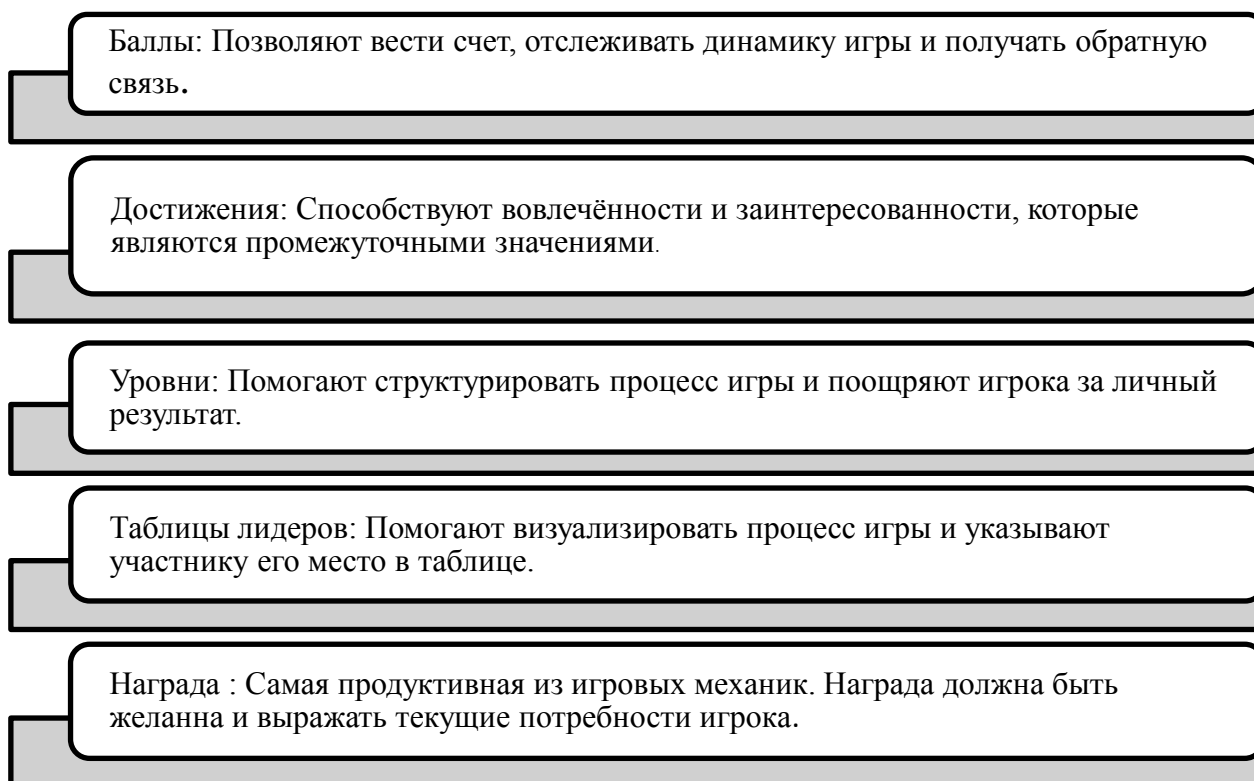 Баллы: Позволяют вести счет, отслеживать динамику игры и получать обратную
связь.
Достижения: Способствуют вовлечённости и заинтересованности, которые
являются промежуточными значениями.
Уровни: Помогают структурировать процесс игры и поощряют игрока за личный
результат.
Таблицы лидеров: Помогают визуализировать процесс игры и указывают
участнику его место в таблице.
Награда : Самая продуктивная из игровых механик. Награда должна быть
желанна и выражать текущие потребности игрока.